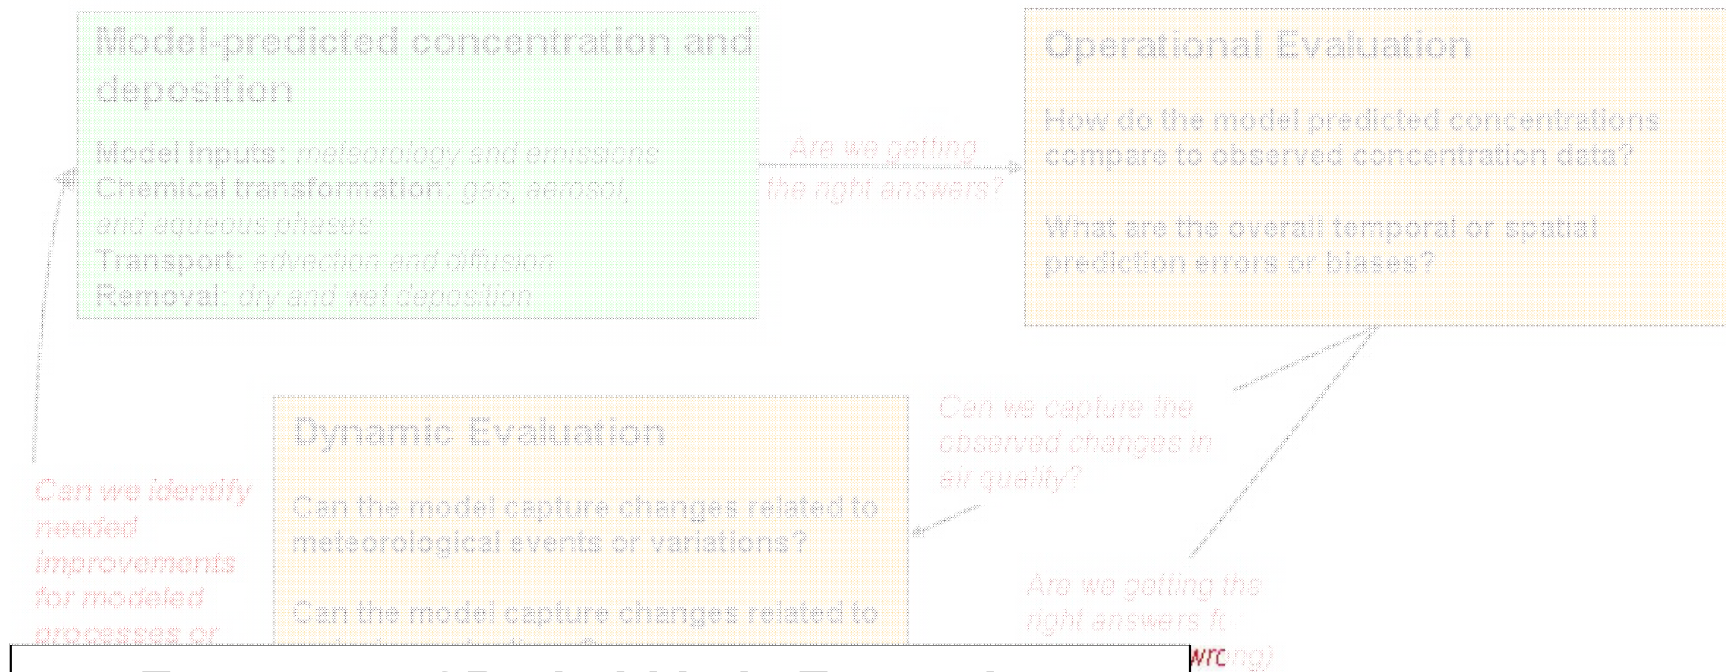 Model-predicted concentration and
deposition
Model inputs: meteorology and emissions
Chemical transformation: gas, aerosol,
and aqueous phases
Transport: advection and diffusion
Removal: dry and wet deposition
Are we getting
the right answers?
Operational Evaluation
How do the model predicted concentrations
compare to observed concentration data?
What are the overall temporal or spatial
prediction errors or biases?
Can we capture the
observed changes in
air quality?
Dynamic Evaluation
Can the model capture changes related to
meteorological events or variations?
Can the model capture changes related to
Can we identify
needed
improvements
for modeled
processes or
Are we getting the
right answers
wrong)